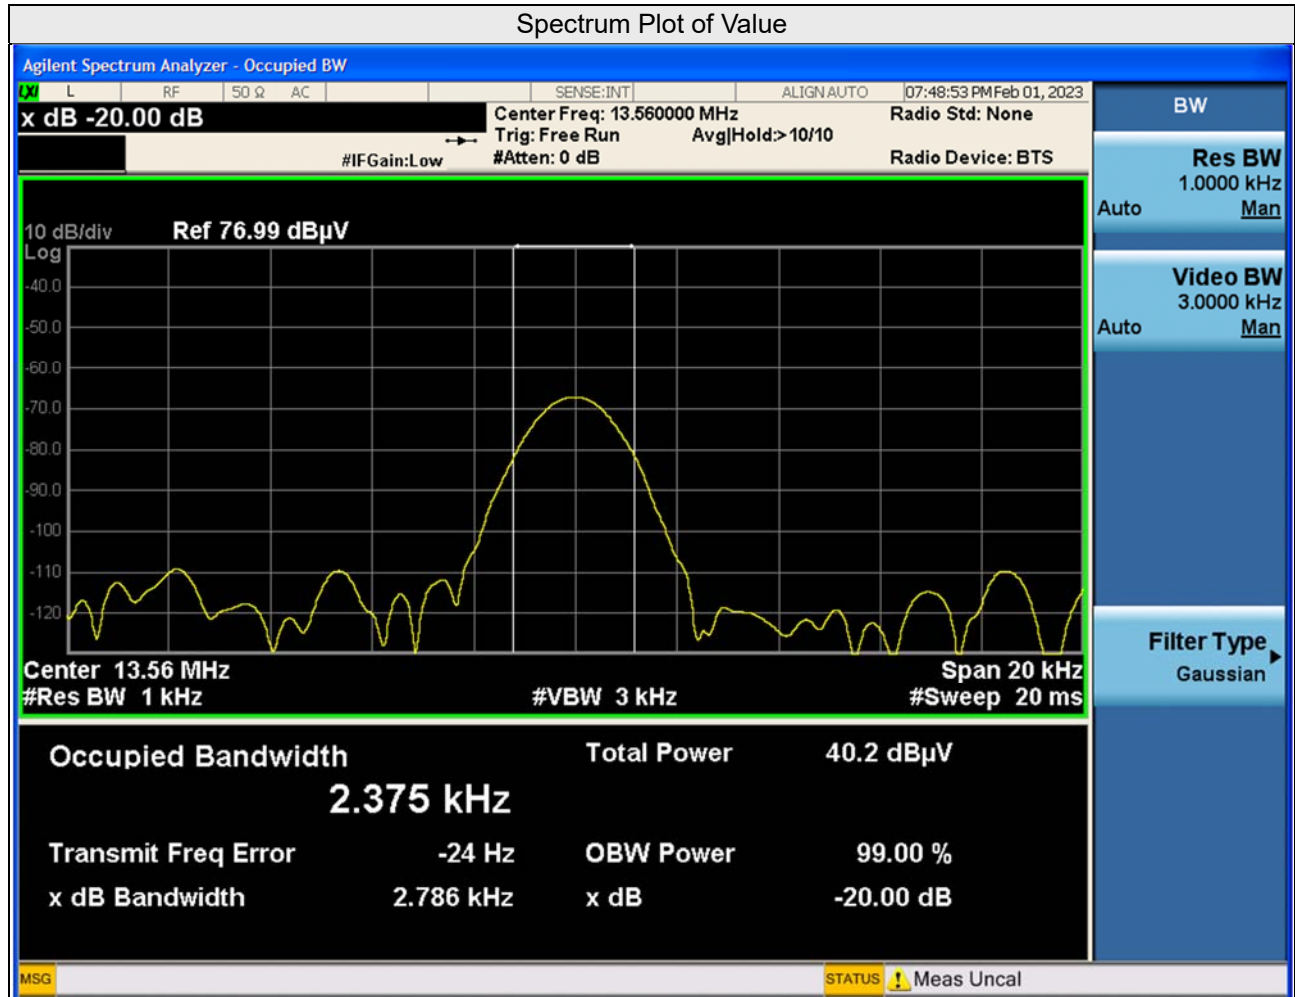 Spectrum Plot of Value
Agilent Spectrum Analyzer - Occupied BW
LXI L RF 50 Ω AC SENSE:INT ALIGN AUTO 07:48:53 PM Feb 01, 2023
x dB -20.00 dB
Center Freq: 13.560000 MHz Radio Std: None
Trig: Free Run Avg|Hold:> 10/10
#IFGain:Low #Atten: 0 dB Radio Device: BTS
10 dB/div Ref 76.99 dBµV
Log
-40.0
-50.0
-60.0
-70.0
-80.0
-90.0
-100
-110
-120
Center 13.56 MHz Span 20 kHz
#Res BW 1 kHz #VBW 3 kHz #Sweep 20 ms
Occupied Bandwidth Total Power 40.2 dBµV
2.375 kHz
Transmit Freq Error -24 Hz OBW Power 99.00 %
x dB Bandwidth 2.786 kHz x dB -20.00 dB
MSG STATUS Meas Uncal
BW
Res BW
1.0000 kHz
Auto Man
Video BW
3.0000 kHz
Auto Man
Filter Type
Gaussian